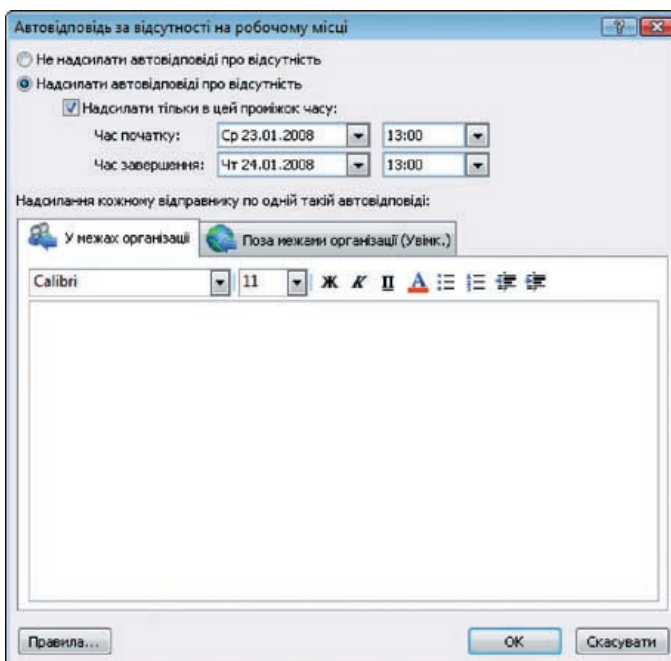 Автовідповідь за відсутності на робочому місці
Не надсилати автовідповіді про відсутність
Надсилати автовідповіді про відсутність
Надсилати тільки в цей проміжок часу:
Час початку: Ср 23.01.2008 13:00
Час завершення: Чт 24.01.2008 13:00
Надсилання кожному відправнику по одній такій автовідповіді:
У межах організації Поза межами організації (Увімк.)
Calibri 11 Ж К П А
Правила... ОК Скасувати